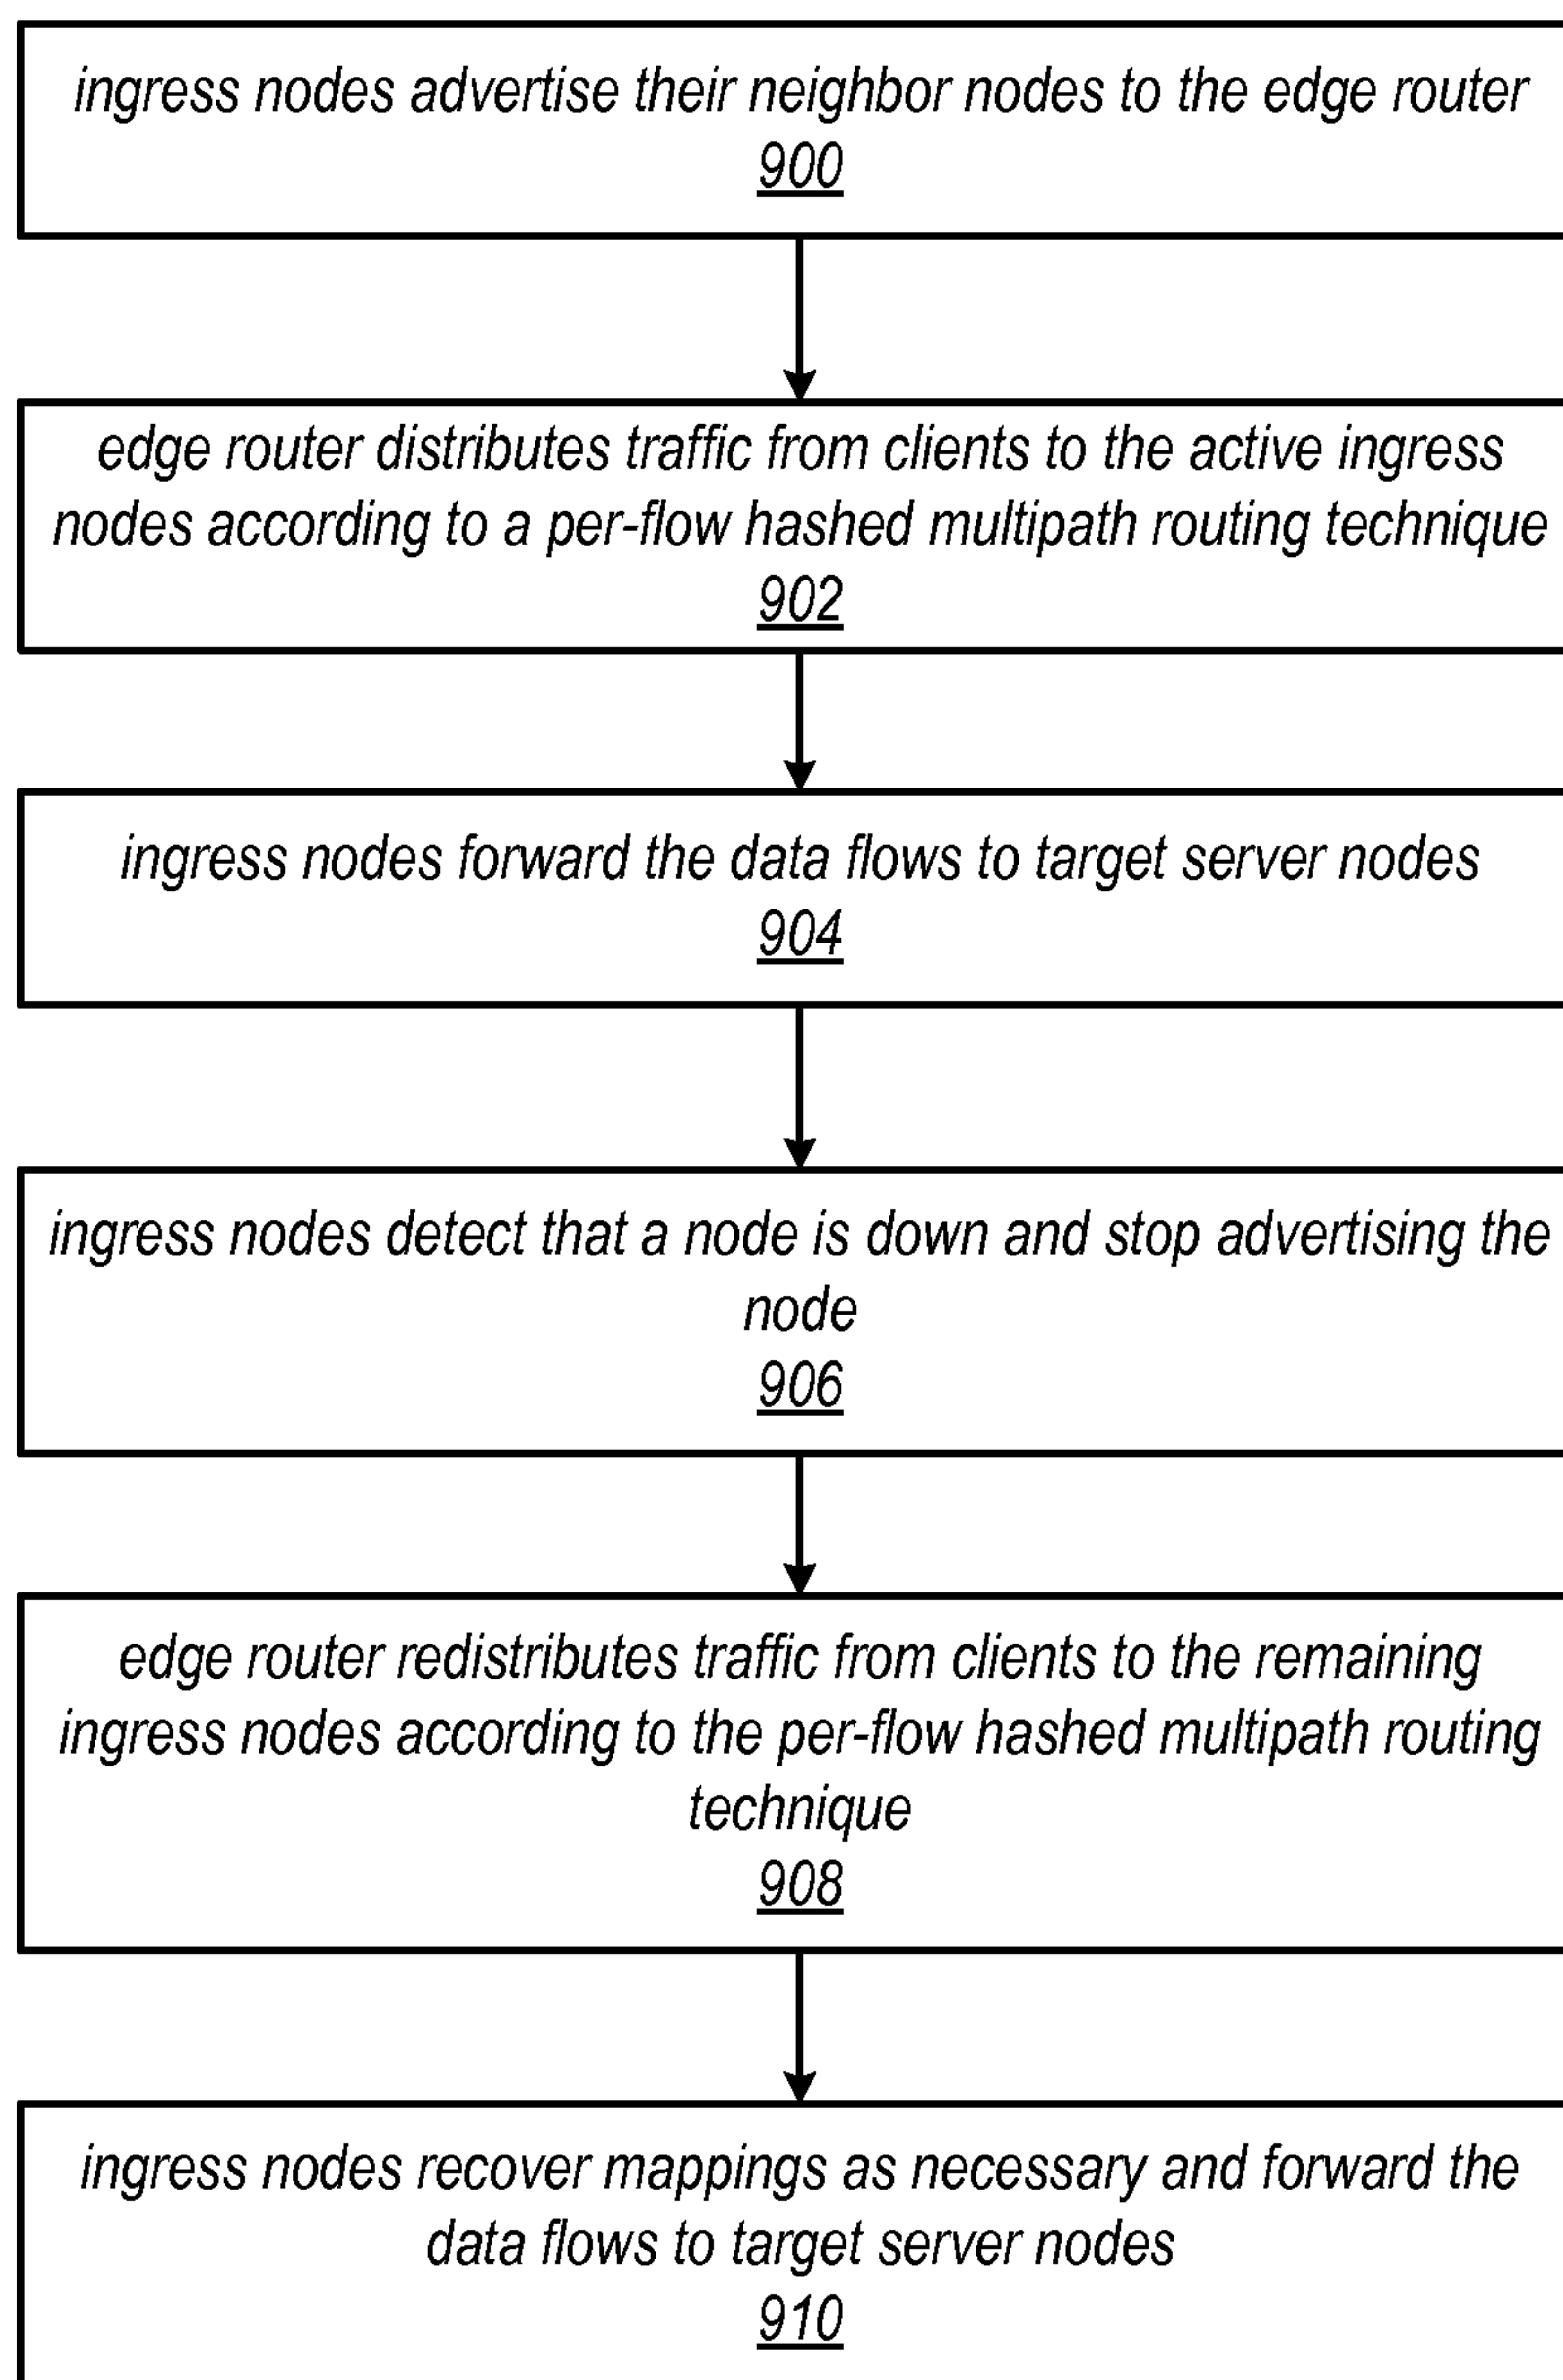 ingress nodes advertise their neighbor nodes to the edge router
900
edge router distributes traffic from clients to the active ingress
nodes according to a per-flow hashed multipath routing technique
902
ingress nodes forward the data flows to target server nodes
904
ingress nodes detect that a node is down and stop advertising the
node
906
edge router redistributes traffic from clients to the remaining
ingress nodes according to the per-flow hashed multipath routing
technique
908
ingress nodes recover mappings as necessary and forward the
data flows to target server nodes
910